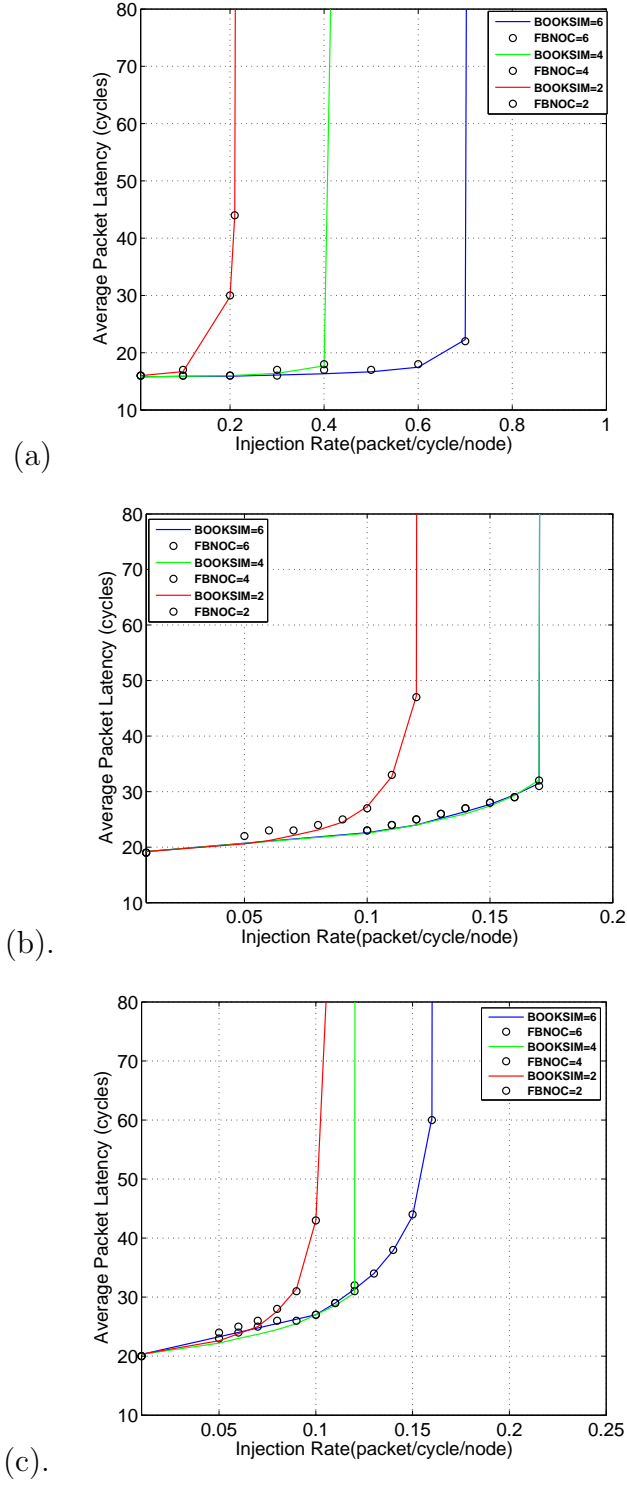 80
70
60
50
40
30
20
10
Average Packet Latency (cycles)
BOOKSIM=6
FBNOC=6
BOOKSIM=4
FBNOC=4
BOOKSIM=2
FBNOC=2
0.2 0.4 0.6 0.8 1
Injection Rate(packet/cycle/node)
(a)
80
70
60
50
40
30
20
10
Average Packet Latency (cycles)
BOOKSIM=6
FBNOC=6
BOOKSIM=4
FBNOC=4
BOOKSIM=2
FBNOC=2
0.05 0.1 0.15 0.2
Injection Rate(packet/cycle/node)
(b).
80
70
60
50
40
30
20
10
Average Packet Latency (cycles)
BOOKSIM=6
FBNOC=6
BOOKSIM=4
FBNOC=4
BOOKSIM=2
FBNOC=2
0.05 0.1 0.15 0.2 0.25
Injection Rate(packet/cycle/node)
(c).